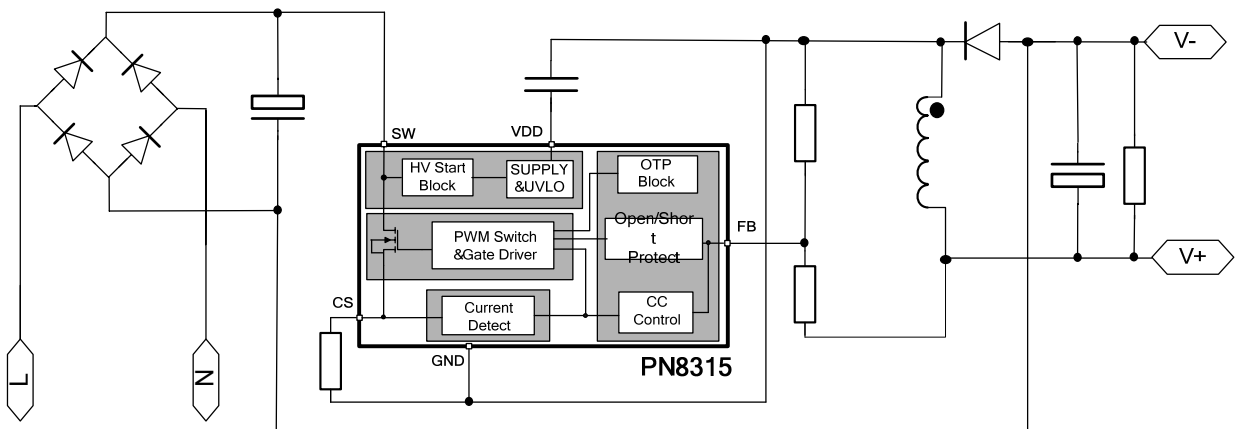 V-
SW
VDD
HV Start
Block
SUPPLY
&UVLO
OTP
Block
Open/Shor
t
Protect
FB
PWM Switch
&Gate Driver
V+
CS
Current
Detect
CC
Control
GND
PN8315
L
N